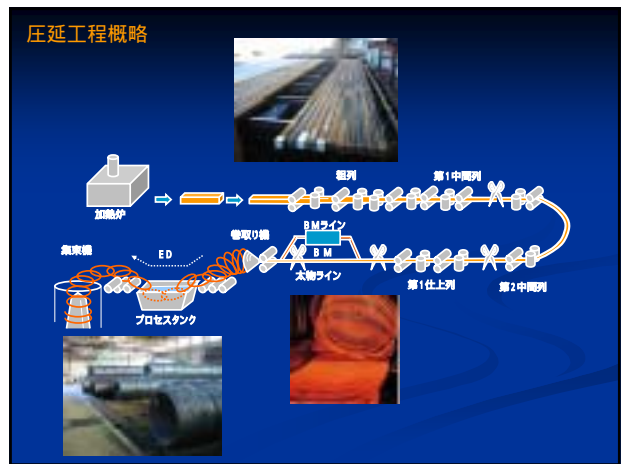 圧延工程概略
粗列
第1中間列
加熱炉
BMライン
巻取り機
集束機
ED
BM
太物ライン
第1仕上列
第2中間列
プロセスタンク